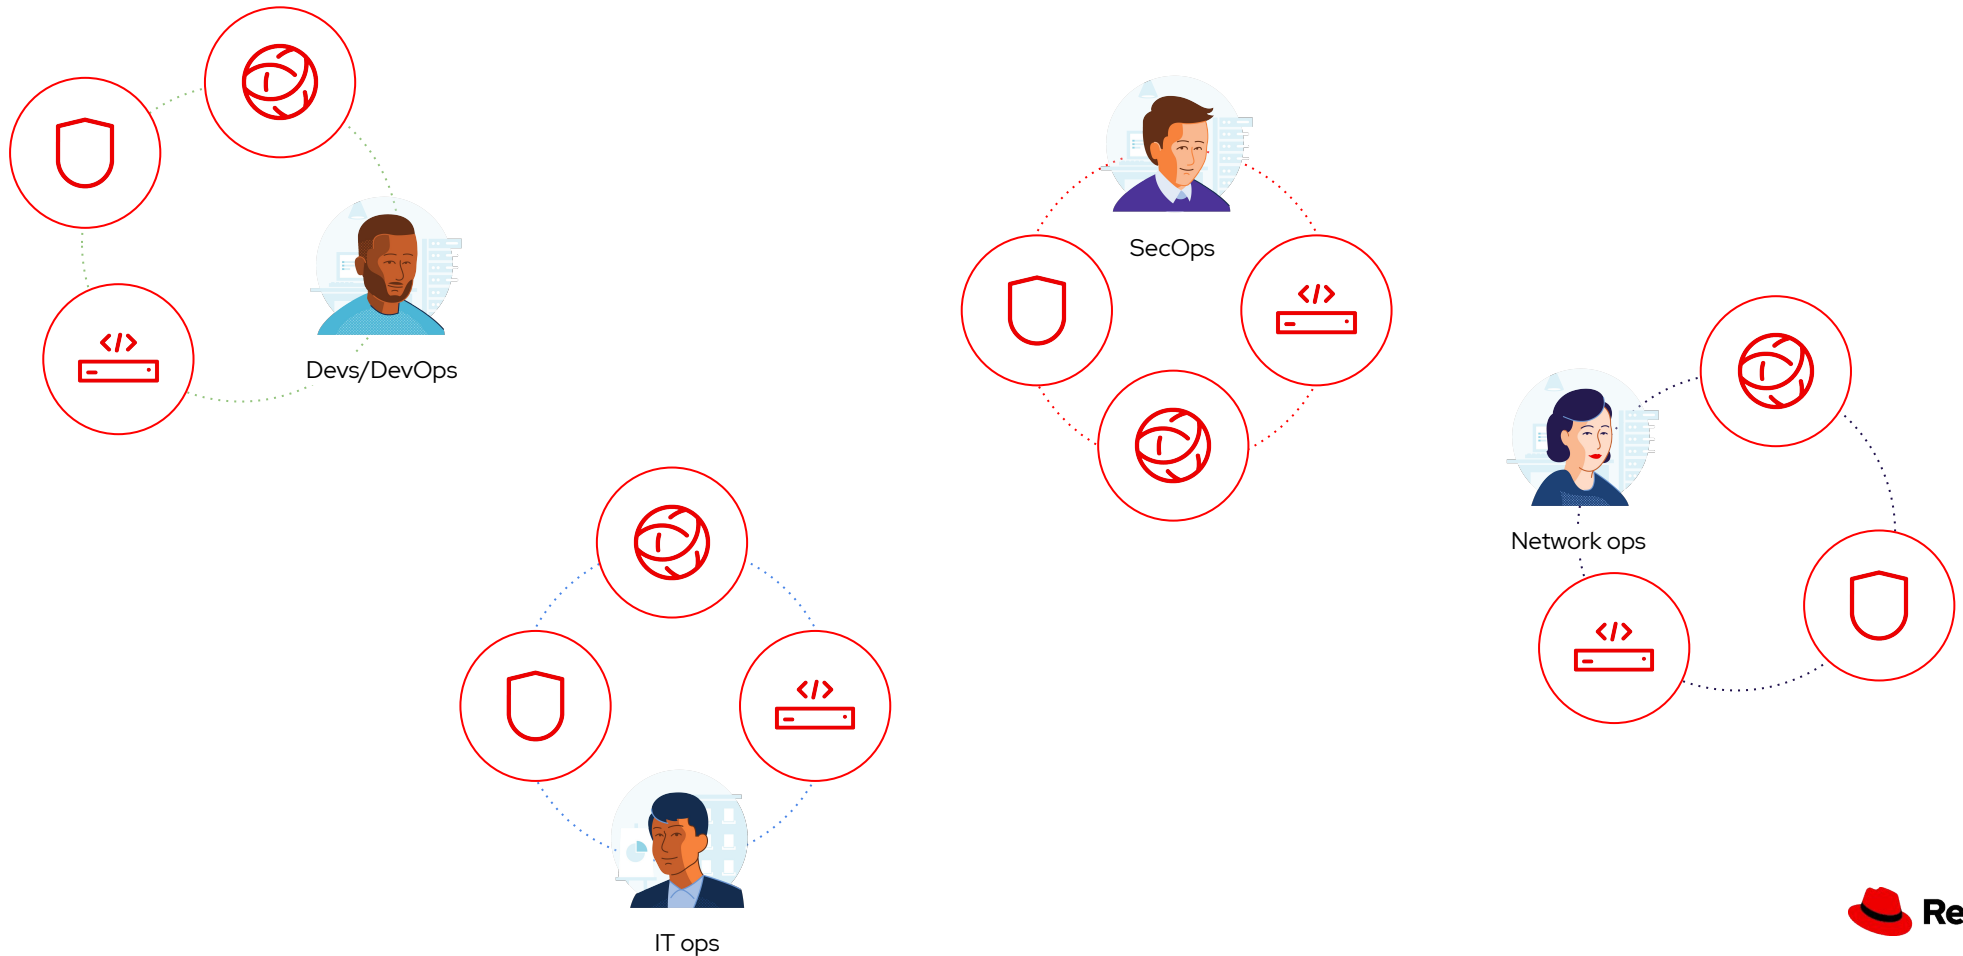 SecOps
Devs/DevOps
Network ops
IT ops
Re